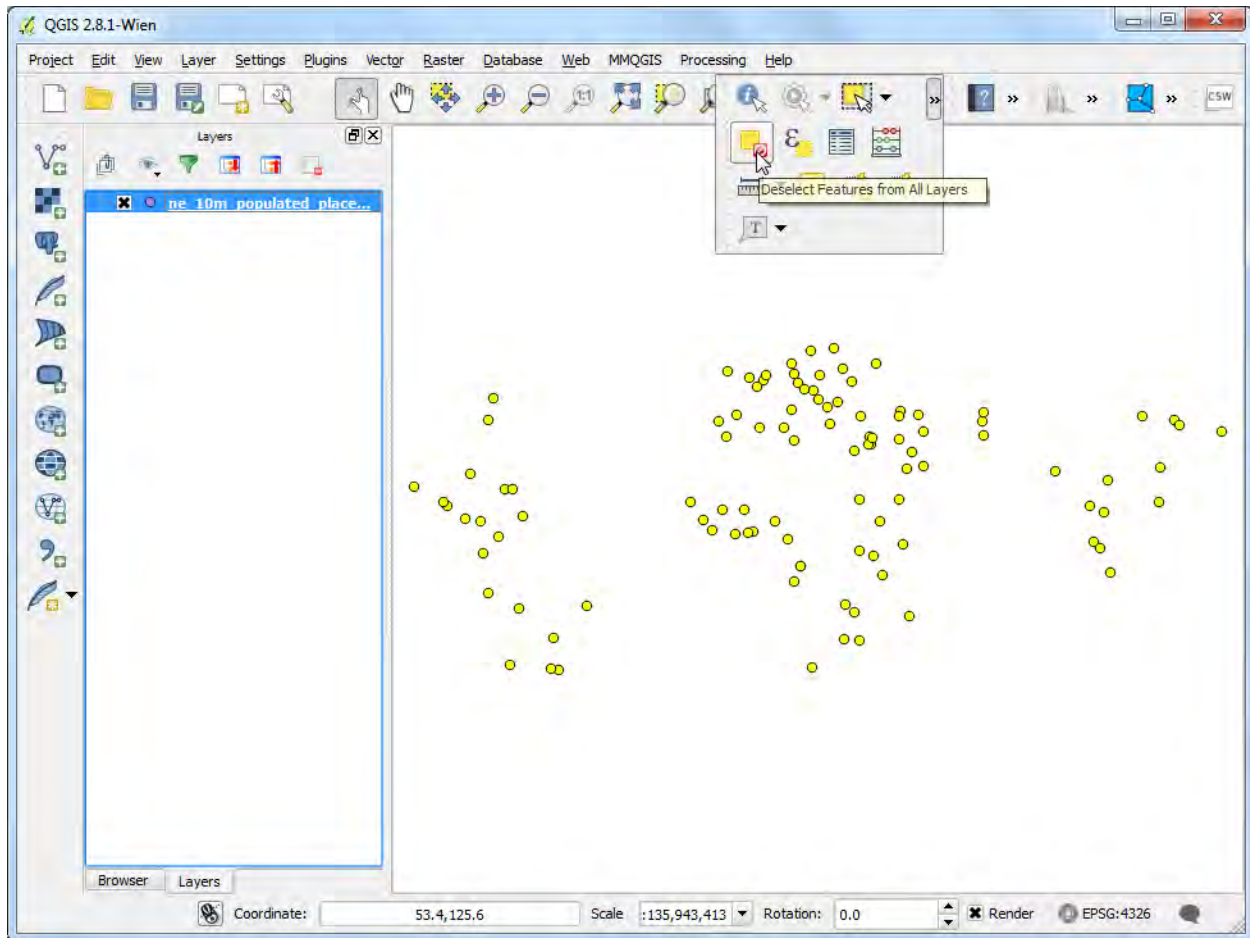 QGIS 2.8.1-Wien
Project Edit View Layer Settings Plugins Vector Raster Database Web MMQGIS Processing Help
1:1
? » » » » CSW
Layers
ε
Deselect Features from All Layers
ne_10m_populated_place...
T
Browser Layers
Coordinate: 53.4,125.6 Scale :135,943,413 Rotation: 0.0 Render EPSG:4326